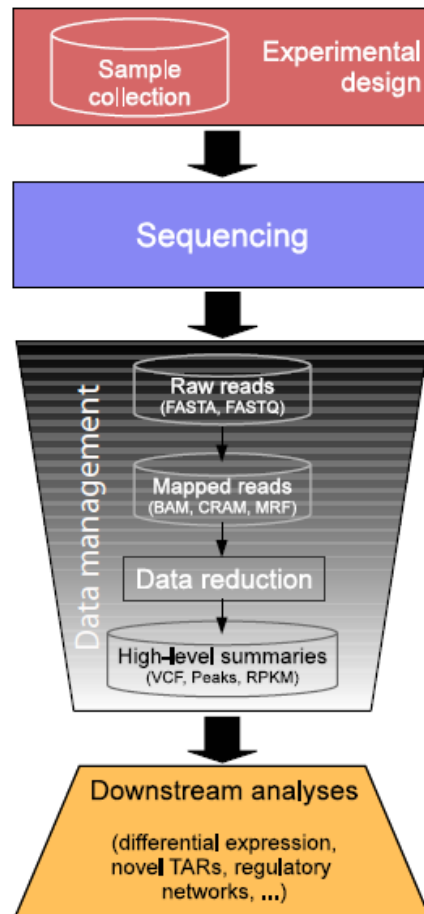 Sample
collection
Experimental
design
Sequencing
Data management
Raw reads
(FASTA, FASTQ)
Mapped reads
(BAM, CRAM, MRF)
Data reduction
High-level summaries
(VCF, Peaks, RPKM)
Downstream analyses
(differential expression,
novel TARs, regulatory
networks, ...)